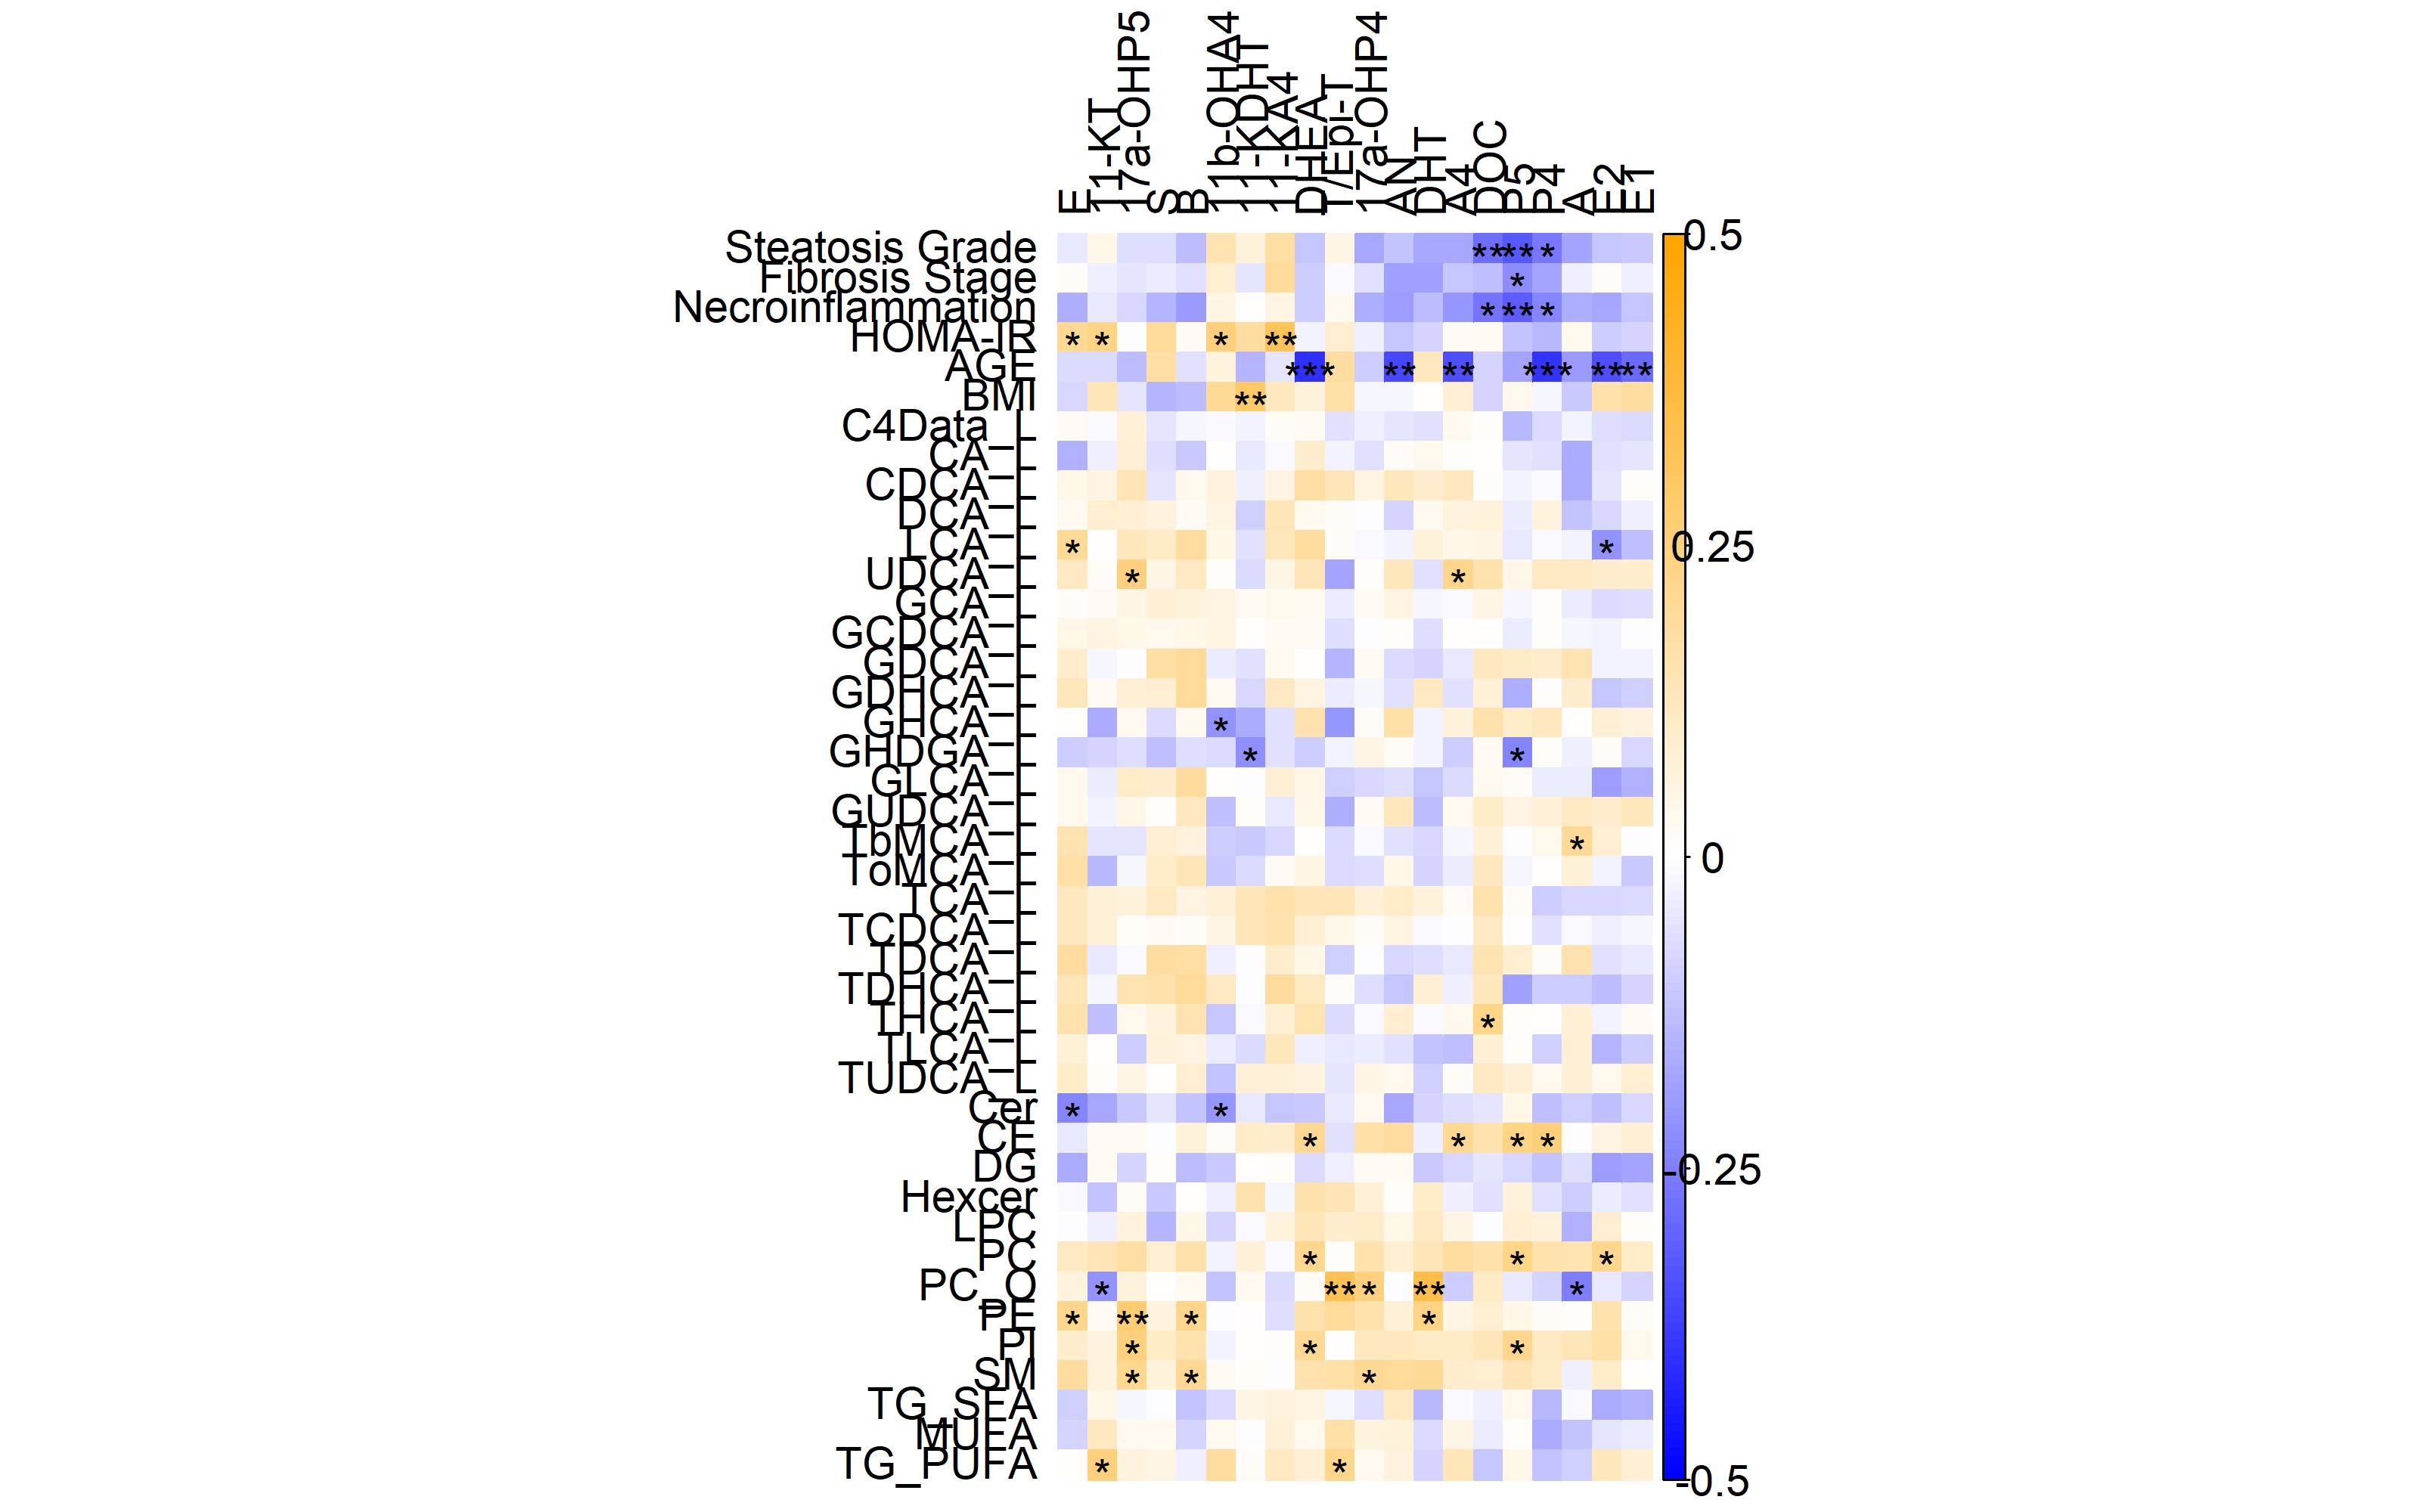 E
11-KT
17a-OHP5
S
B
11b-OHA4
11-KDHT
11-KA4
DHEA
T/Epi-T
17a-OHP4
AN
DHT
A4
DOC
P5
P4
A
E2
E1
Steatosis Grade
Fibrosis Stage
Necroinflammation
HOMA-IR
AGE
BMI
C4Data_L
CA_L
CDCA_L
DCA_L
LCA_L
UDCA_L
GCA_L
GCDCA_L
GDCA_L
GDHCA_L
GHCA_L
GHDGA_L
GLCA_L
GUDCA_L
TbMCA_L
ToMCA_L
TCA_L
TCDCA_L
TDCA_L
TDHCA_L
THCA_L
TLCA_L
TUDCA_L
Cer
CE
DG
Hexcer
LPC
PC
PC_O
PE
PI
SM
TG_SFA
MUFA
TG_PUFA
0.5
0.25
0
-0.25
-0.5